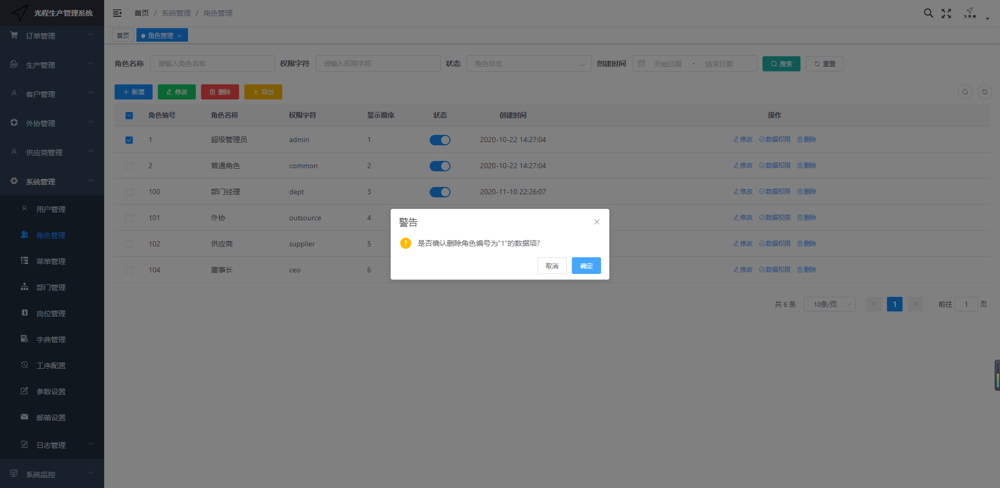 光程生产管理系统
首页 / 系统管理 / 角色管理
首页
角色管理 ×
订单管理
生产管理
客户管理
外协管理
供应商管理
系统管理
用户管理
角色管理
菜单管理
部门管理
岗位管理
字典管理
工序配置
参数设置
邮箱设置
日志管理
系统监控
角色名称 请输入角色名称 权限字符 请输入权限字符 状态 角色状态 创建时间 开始日期 - 结束日期 搜索 重置
新增 修改 删除 导出
角色编号 角色名称 权限字符 显示顺序 状态 创建时间 操作
1 超级管理员 admin 1 2020-10-22 14:27:04 修改 数据权限 删除
2 普通角色 common 2 2020-10-22 14:27:04 修改 数据权限 删除
100 部门经理 dept 3 2020-11-10 22:26:07 修改 数据权限 删除
101 外协 outsource 4 修改 数据权限 删除
102 供应商 supplier 5 修改 数据权限 删除
104 董事长 ceo 6 修改 数据权限 删除
警告
是否确认删除角色编号为"1"的数据项?
取消 确定
共 6 条 10条/页 1 前往 1 页